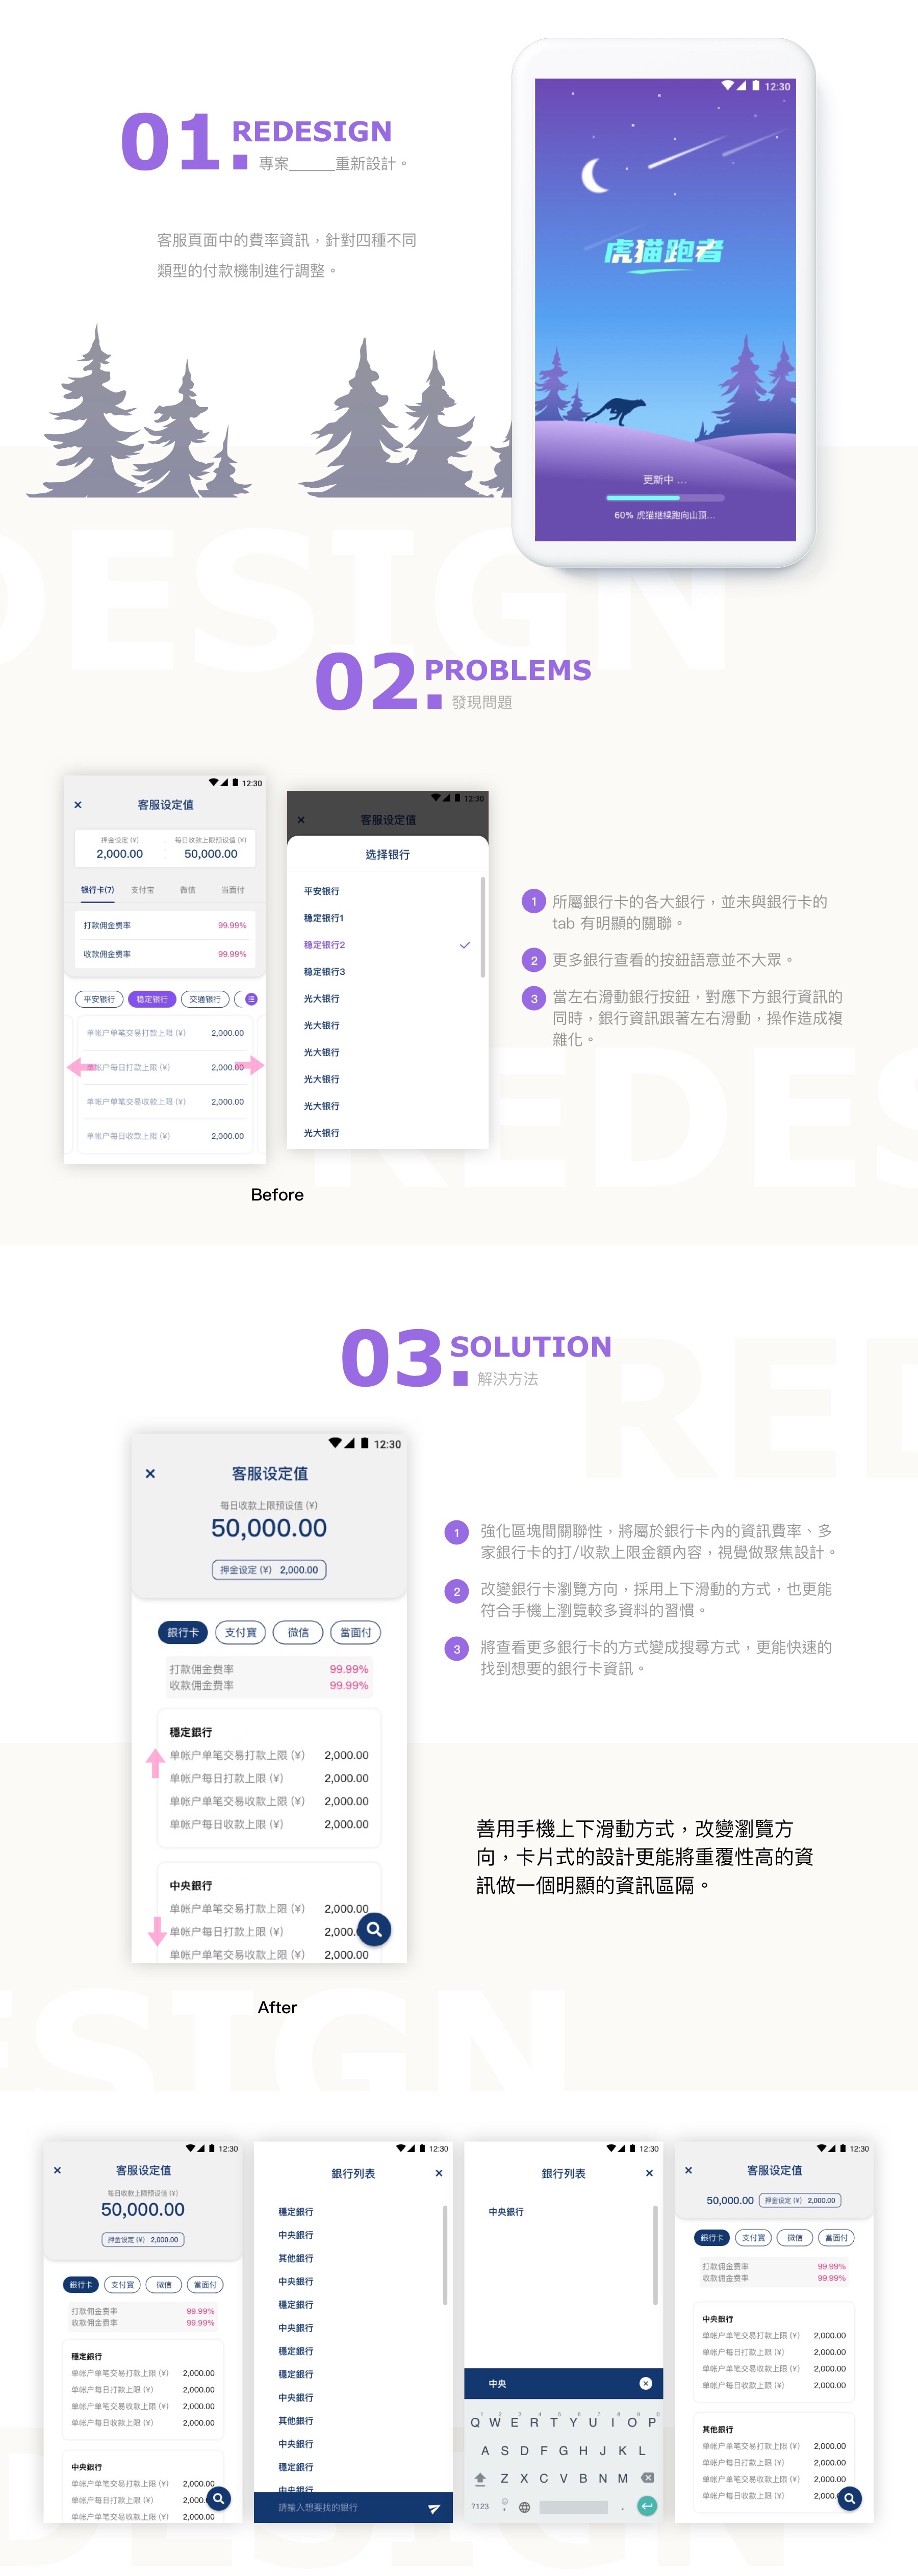 01.
REDESIGN
專案______重新設計。
客服頁面中的費率資訊，針對四種不同
類型的付款機制進行調整。
12:30
虎猫跑者
更新中 ...
60% 虎猫继续跑向山顶...
DESIGN
02.
PROBLEMS
發現問題
12:30
× 客服设定值
押金设定 (¥) 每日收款上限预设值 (¥)
2,000.00 50,000.00
银行卡(7) 支付宝 微信 当面付
打款佣金费率 99.99%
收款佣金费率 99.99%
平安银行 稳定银行 交通银行
单帐户单笔交易打款上限 (¥) 2,000.00
单帐户每日打款上限 (¥) 2,000.00
单帐户单笔交易收款上限 (¥) 2,000.00
单帐户每日收款上限 (¥) 2,000.00
12:30
× 客服设定值
选择银行
平安银行
稳定银行1
稳定银行2
稳定银行3
光大银行
光大银行
光大银行
光大银行
光大银行
光大银行
1 所屬銀行卡的各大銀行，並未與銀行卡的
tab 有明顯的關聯。
2 更多銀行查看的按鈕語意並不大眾。
3 當左右滑動銀行按鈕，對應下方銀行資訊的
同時，銀行資訊跟著左右滑動，操作造成複
雜化。
REDES
Before
03.
SOLUTION
解決方法
RED
12:30
× 客服设定值
每日收款上限预设值 (¥)
50,000.00
押金设定 (¥) 2,000.00
銀行卡 支付寶 微信 當面付
打款佣金费率 99.99%
收款佣金费率 99.99%
穩定銀行
单帐户单笔交易打款上限 (¥) 2,000.00
单帐户每日打款上限 (¥) 2,000.00
单帐户单笔交易收款上限 (¥) 2,000.00
单帐户每日收款上限 (¥) 2,000.00
中央銀行
单帐户单笔交易打款上限 (¥) 2,000.00
单帐户每日打款上限 (¥) 2,000.
单帐户单笔交易收款上限 (¥) 2,000.00
1 強化區塊間關聯性，將屬於銀行卡內的資訊費率、多
家銀行卡的打/收款上限金額內容，視覺做聚焦設計。
2 改變銀行卡瀏覽方向，採用上下滑動的方式，也更能
符合手機上瀏覽較多資料的習慣。
3 將查看更多銀行卡的方式變成搜尋方式，更能快速的
找到想要的銀行卡資訊。
善用手機上下滑動方式，改變瀏覽方
向，卡片式的設計更能將重覆性高的資
訊做一個明顯的資訊區隔。
After
ESIGN
12:30
× 客服设定值
每日收款上限预设值 (¥)
50,000.00
押金设定 (¥) 2,000.00
銀行卡 支付寶 微信 當面付
打款佣金费率 99.99%
收款佣金费率 99.99%
穩定銀行
单帐户单笔交易打款上限 (¥) 2,000.00
单帐户每日打款上限 (¥) 2,000.00
单帐户单笔交易收款上限 (¥) 2,000.00
单帐户每日收款上限 (¥) 2,000.00
中央銀行
单帐户单笔交易打款上限 (¥) 2,000.00
单帐户每日打款上限 (¥) 2,000.
单帐户单笔交易收款上限 (¥) 2,000.00
12:30
銀行列表 ×
穩定銀行
中央銀行
其他銀行
中央銀行
穩定銀行
中央銀行
穩定銀行
穩定銀行
中央銀行
其他銀行
中央銀行
穩定銀行
中央銀行
請輸入想要找的銀行
12:30
銀行列表 ×
中央銀行
中央
1 2 3 4 5 6 7 8 9 0
Q W E R T Y U I O P
A S D F G H J K L
Z X C V B N M
?123 , .
12:30
× 客服设定值
50,000.00 押金设定 (¥) 2,000.00
銀行卡 支付寶 微信 當面付
打款佣金费率 99.99%
收款佣金费率 99.99%
中央銀行
单帐户单笔交易打款上限 (¥) 2,000.00
单帐户每日打款上限 (¥) 2,000.00
单帐户单笔交易收款上限 (¥) 2,000.00
单帐户每日收款上限 (¥) 2,000.00
其他銀行
单帐户单笔交易打款上限 (¥) 2,000.00
单帐户每日打款上限 (¥) 2,000.00
单帐户单笔交易收款上限 (¥) 2,000.00
单帐户每日收款上限 (¥) 2,000.
DESIGN